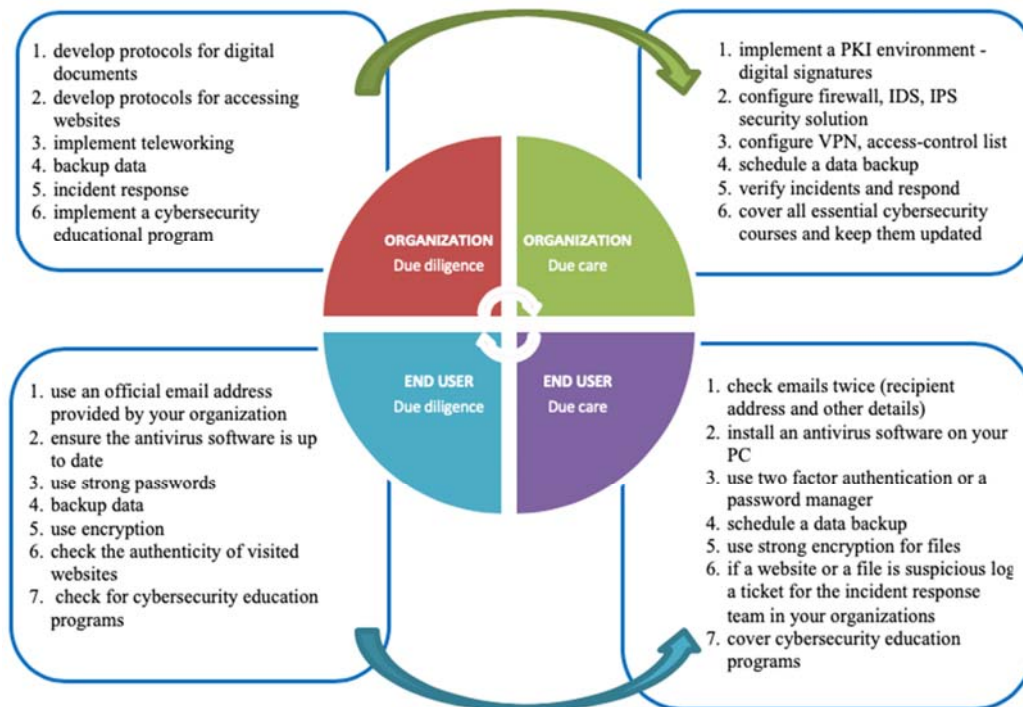 1. develop protocols for digital
documents
2. develop protocols for accessing
websites
3. implement teleworking
4. backup data
5. incident response
6. implement a cybersecurity
educational program
1. implement a PKI environment -
digital signatures
2. configure firewall, IDS, IPS
security solution
3. configure VPN, access-control list
4. schedule a data backup
5. verify incidents and respond
6. cover all essential cybersecurity
courses and keep them updated
ORGANIZATION
Due diligence
ORGANIZATION
Due care
END USER
Due diligence
END USER
Due care
1. use an official email address
provided by your organization
2. ensure the antivirus software is up
to date
3. use strong passwords
4. backup data
5. use encryption
6. check the authenticity of visited
websites
7. check for cybersecurity education
programs
1. check emails twice (recipient
address and other details)
2. install an antivirus software on your
PC
3. use two factor authentication or a
password manager
4. schedule a data backup
5. use strong encryption for files
6. if a website or a file is suspicious log
a ticket for the incident response
team in your organizations
7. cover cybersecurity education
programs